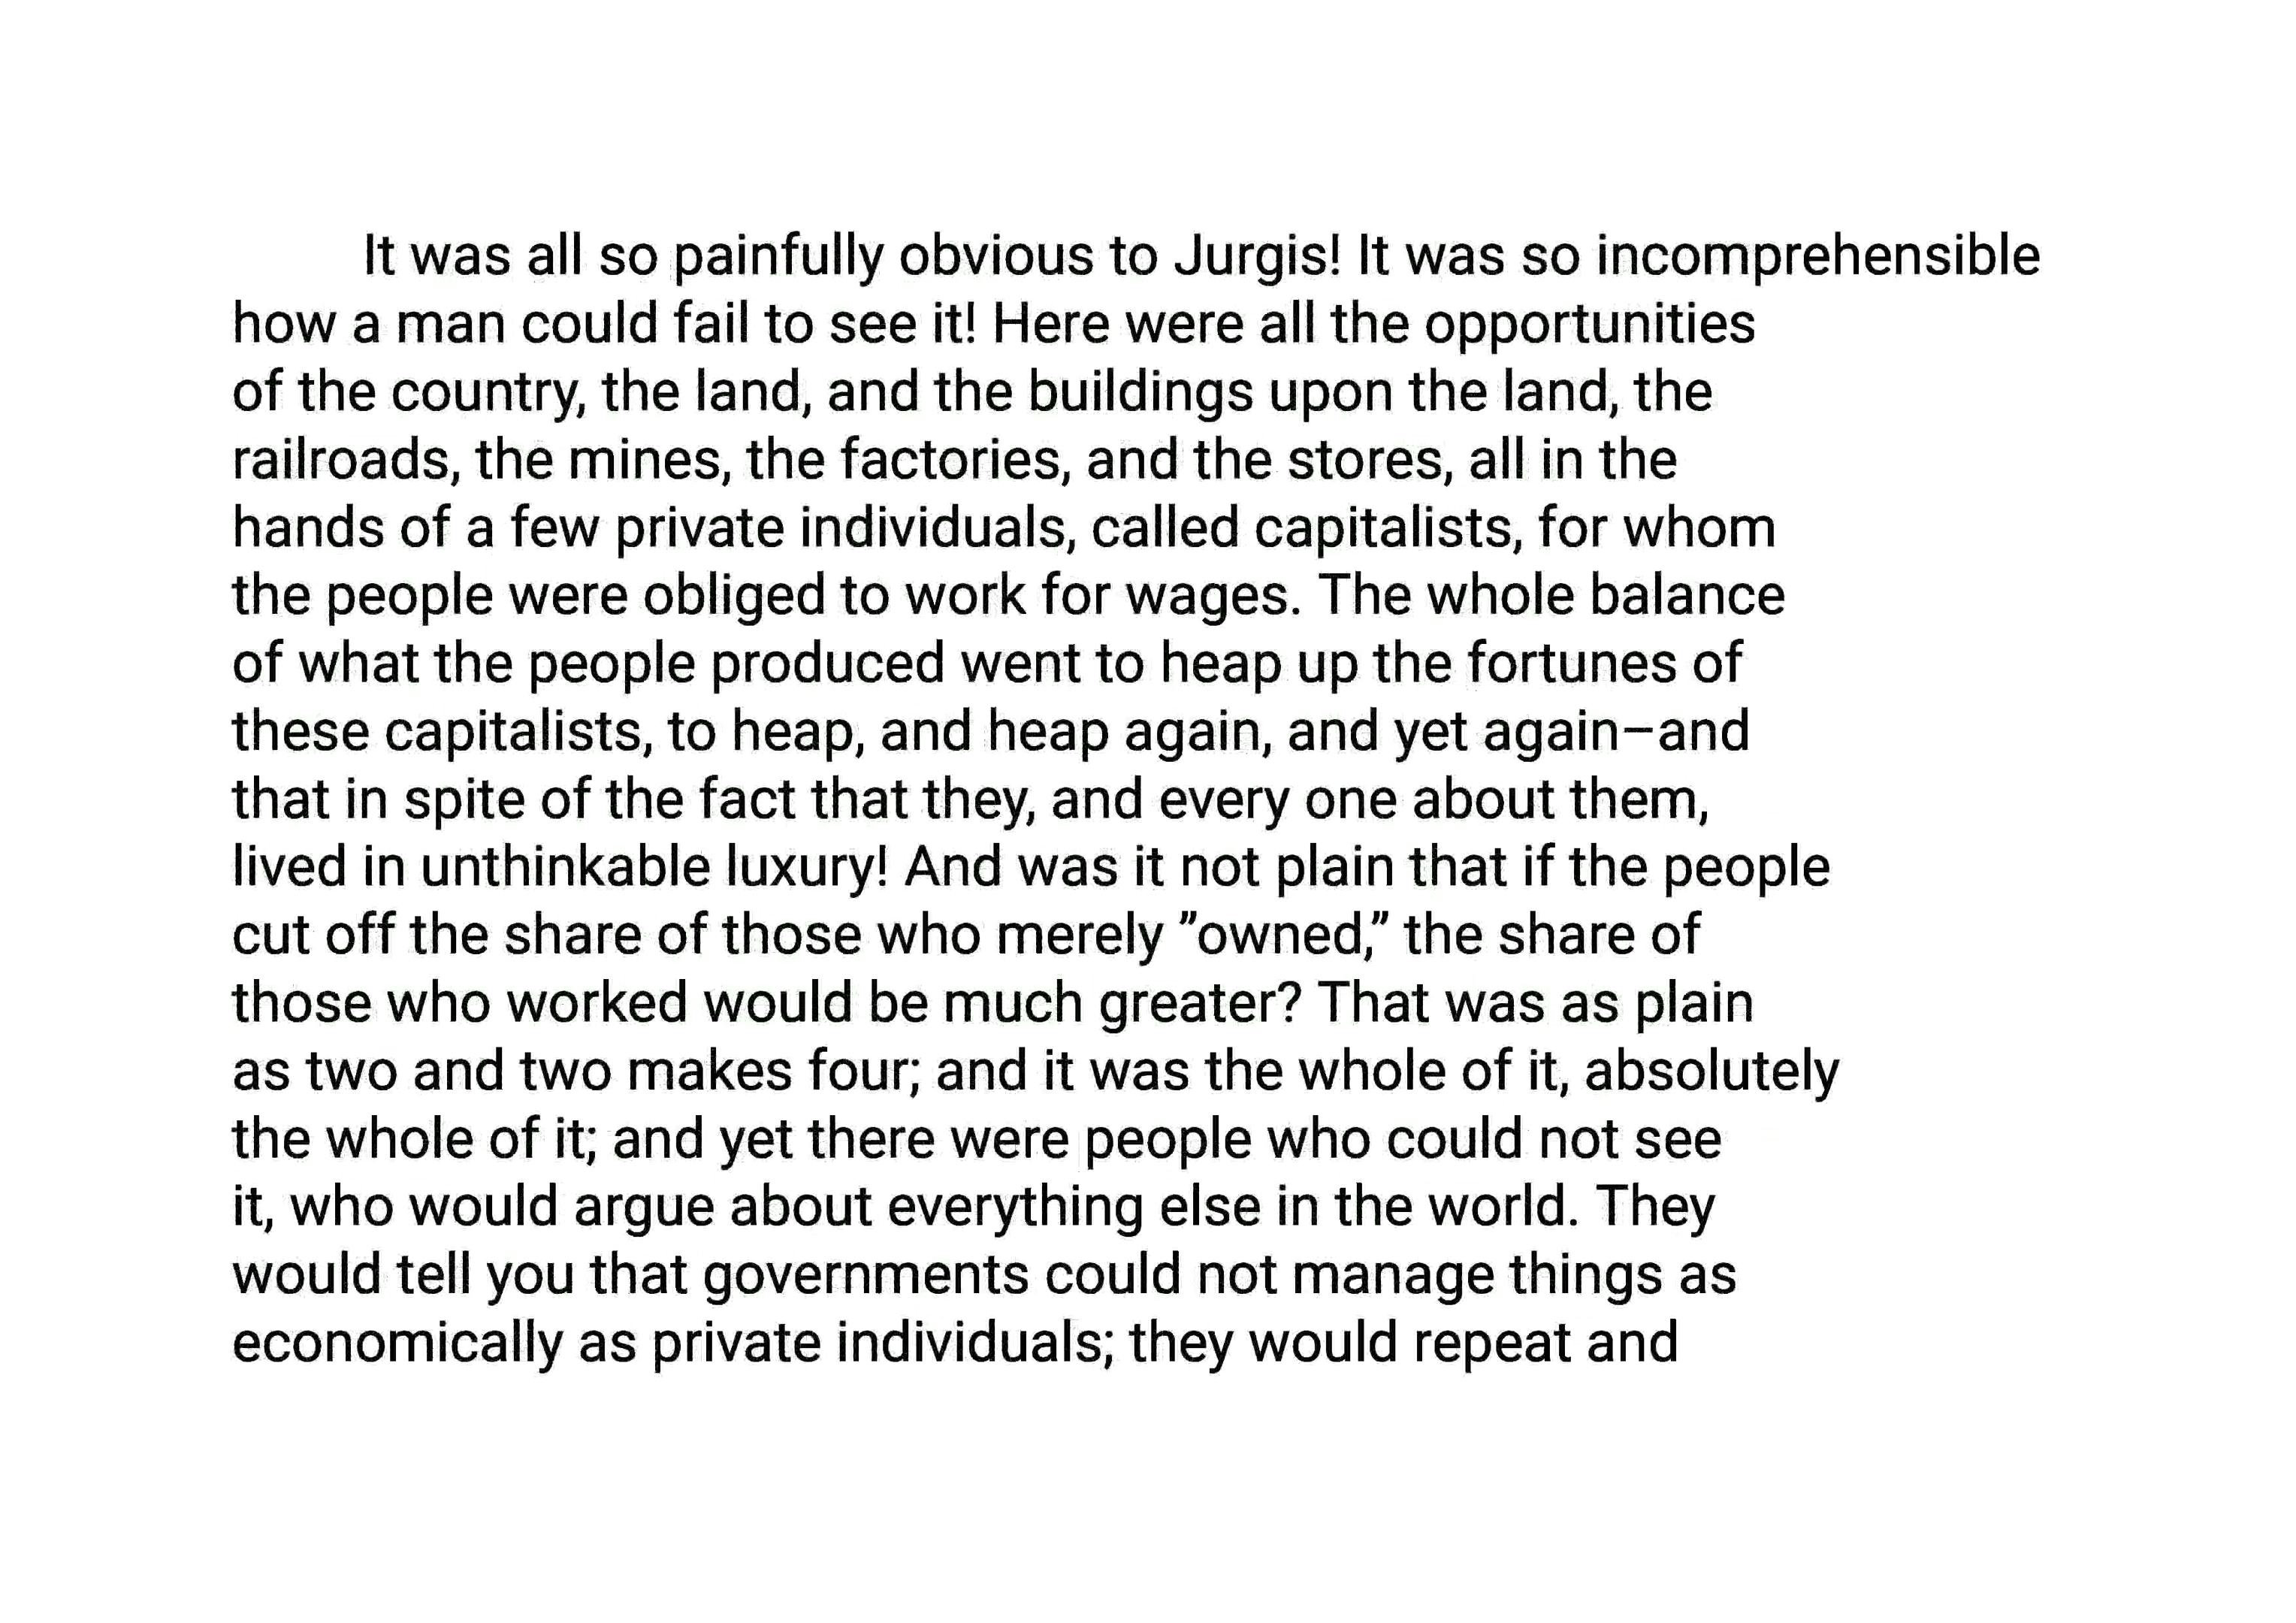 It was all so painfully obvious to Jurgis! It was so incomprehensible
how a man could fail to see it! Here were all the opportunities
of the country, the land, and the buildings upon the land, the
railroads, the mines, the factories, and the stores, all in the
hands of a few private individuals, called capitalists, for whom
the people were obliged to work for wages. The whole balance
of what the people produced went to heap up the fortunes of
these capitalists, to heap, and heap again, and yet again–and
that in spite of the fact that they, and every one about them,
lived in unthinkable luxury! And was it not plain that if the people
cut off the share of those who merely ”owned,” the share of
those who worked would be much greater? That was as plain
as two and two makes four; and it was the whole of it, absolutely
the whole of it; and yet there were people who could not see
it, who would argue about everything else in the world. They
would tell you that governments could not manage things as
economically as private individuals; they would repeat and